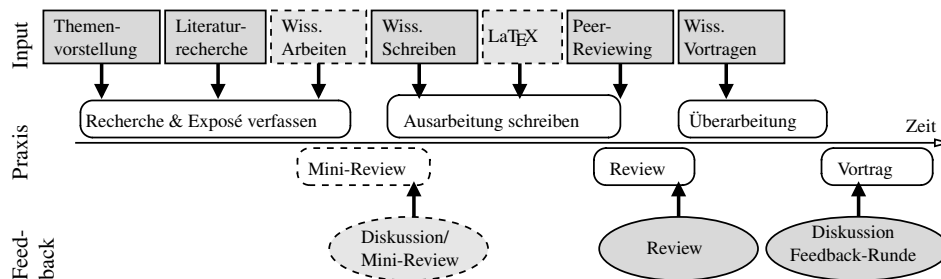 Input
Themen-
vorstellung
Literatur-
recherche
Wiss.
Arbeiten
Wiss.
Schreiben
LaTEX
Peer-
Reviewing
Wiss.
Vortragen
Praxis
Recherche & Exposé verfassen
Ausarbeitung schreiben
Überarbeitung
Zeit
Mini-Review
Review
Vortrag
Feed-
back
Diskussion/
Mini-Review
Review
Diskussion
Feedback-Runde